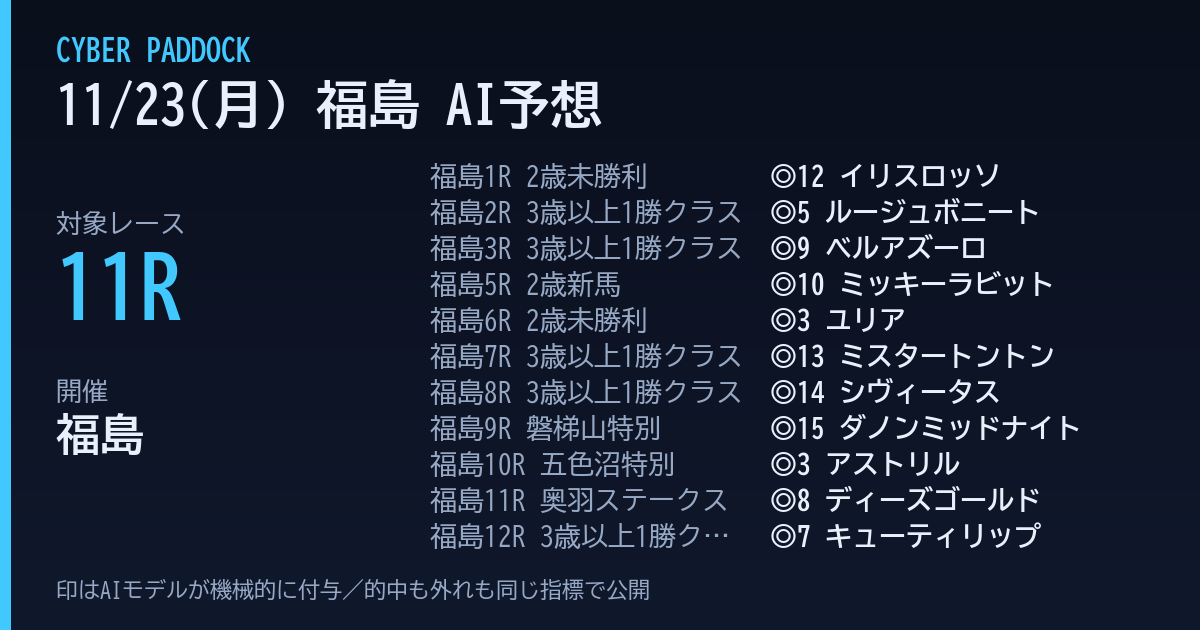 CYBER PADDOCK
11/23(月) 福島 AI予想
対象レース
11R
開催
福島
福島1R 2歳未勝利 ◎12 イリスロッソ
福島2R 3歳以上1勝クラス ◎5 ルージュボニート
福島3R 3歳以上1勝クラス ◎9 ベルアズーロ
福島5R 2歳新馬 ◎10 ミッキーラビット
福島6R 2歳未勝利 ◎3 ユリア
福島7R 3歳以上1勝クラス ◎13 ミスタートントン
福島8R 3歳以上1勝クラス ◎14 シヴィータス
福島9R 磐梯山特別 ◎15 ダノンミッドナイト
福島10R 五色沼特別 ◎3 アストリル
福島11R 奥羽ステークス ◎8 ディーズゴールド
福島12R 3歳以上1勝ク… ◎7 キューティリップ
印はAIモデルが機械的に付与／的中も外れも同じ指標で公開